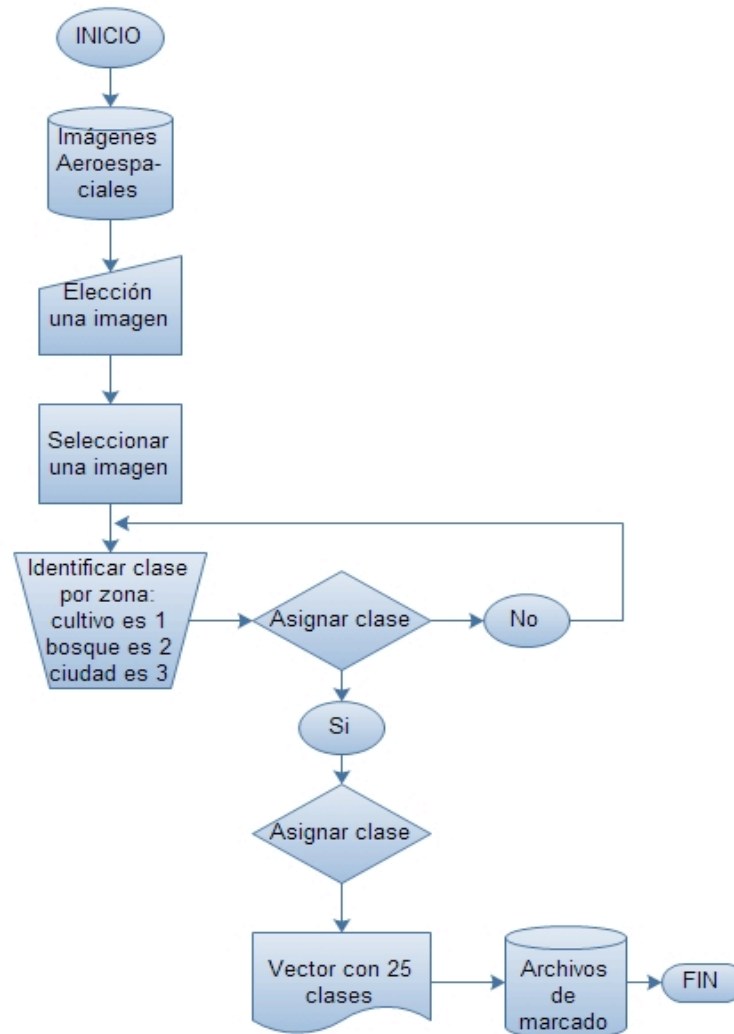 INICIO
Imágenes
Aeroespa-
ciales
Elección
una imagen
Seleccionar
una imagen
Identificar clase
por zona:
cultivo es 1
bosque es 2
ciudad es 3
Asignar clase
No
Si
Asignar clase
Vector con 25
clases
Archivos
de
marcado
FIN